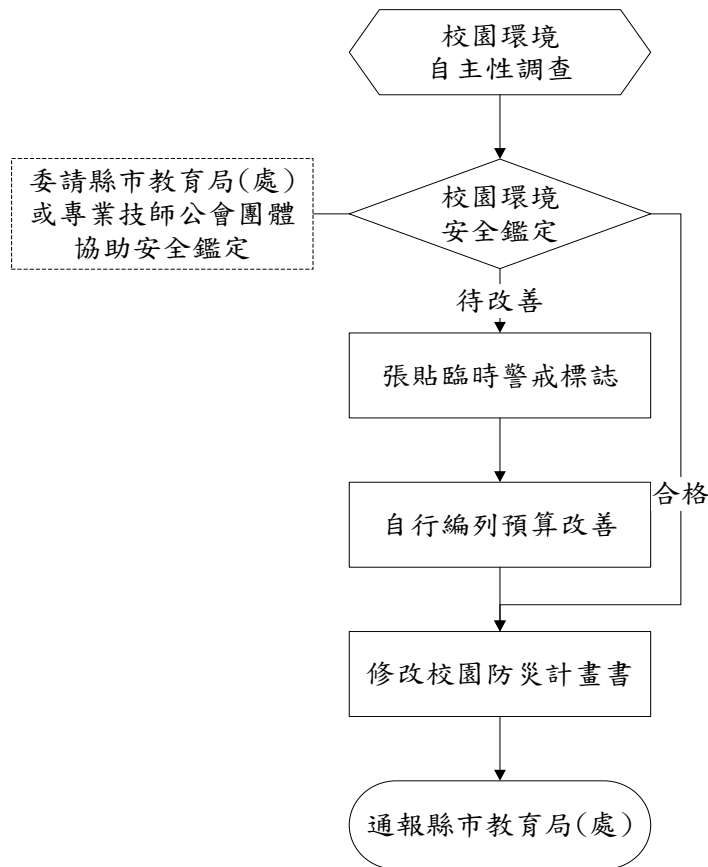 校園環境
自主性調查
委請縣市教育局(處)
或專業技師公會團體
協助安全鑑定
校園環境
安全鑑定
待改善
張貼臨時警戒標誌
合格
自行編列預算改善
修改校園防災計畫書
通報縣市教育局(處)